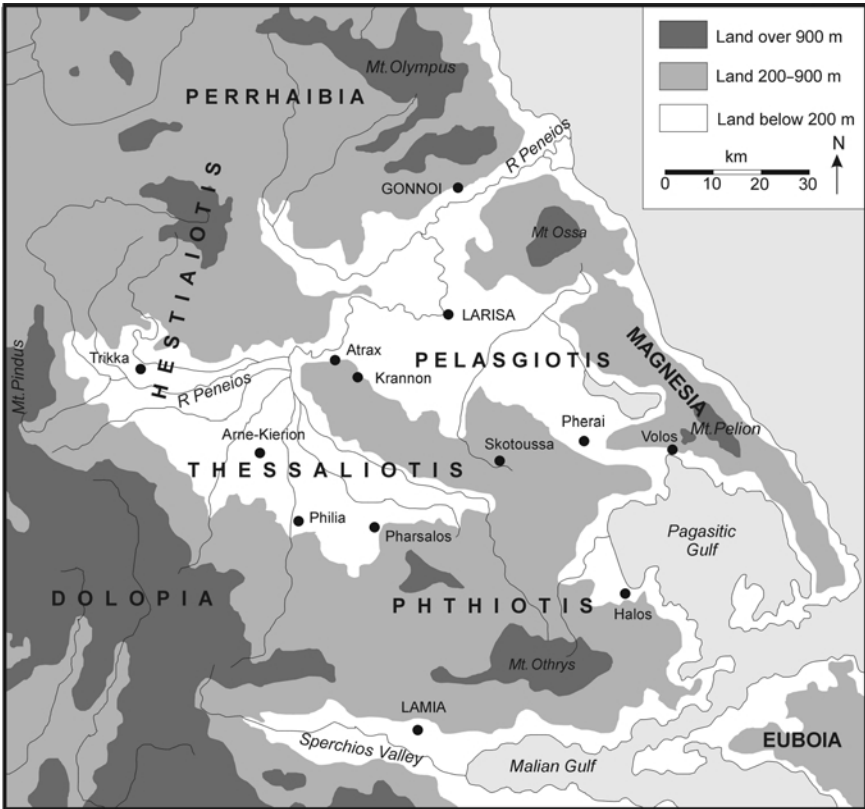 Land over 900 m
Mt.Olympus
Land 200–900 m
PERRHAIBIA
Land below 200 m
R Peneios
N
km
0 10 20 30
GONNOI
HESTIAIOTIS
Mt Ossa
LARISA
MAGNESIA
Mt.Pindus
Trikka
Atrax
PELASGIOTIS
Krannon
R Peneios
Pherai
Mt.Pelion
Arne-Kierion
Skotoussa
Volos
THESSALIOTIS
Philia
Pharsalos
Pagasitic
Gulf
DOLOPIA
PHTHIOTIS
Halos
Mt. Othrys
LAMIA
Sperchios Valley
EUBOIA
Malian Gulf